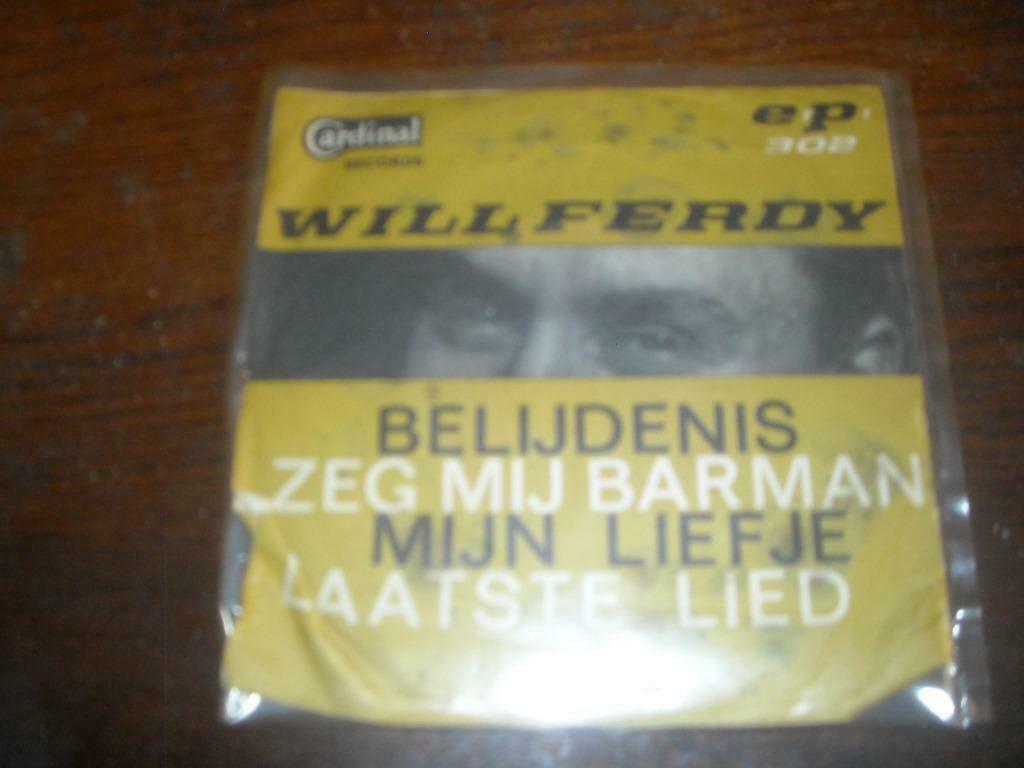 Cardinal
RECORDS
ep
302
WILL FERDY
BELIJDENIS
ZEG MIJ BARMAN
MIJN LIEFJE
LAATSTE LIED